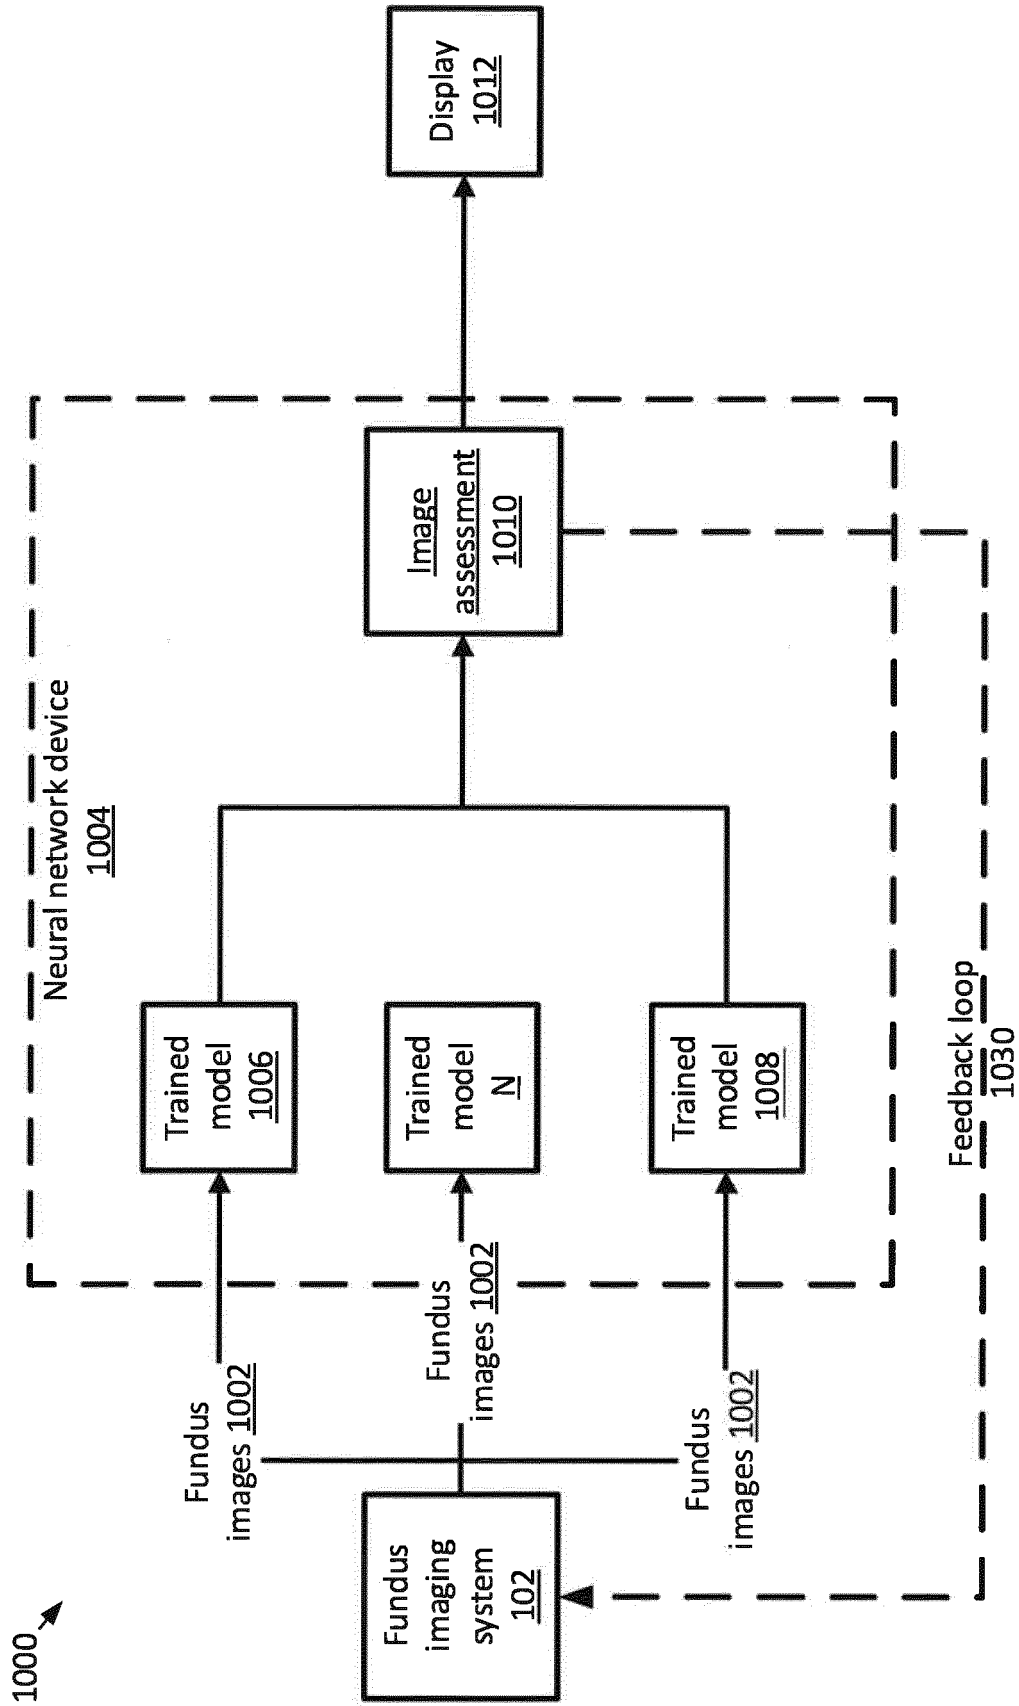 1000
Fundus
imaging
system
102
Fundus
images 1002
Fundus
images 1002
Fundus
images 1002
Neural network device
1004
Trained
model
1006
Trained
model
N
Trained
model
1008
Image
assessment
1010
Display
1012
Feedback loop
1030